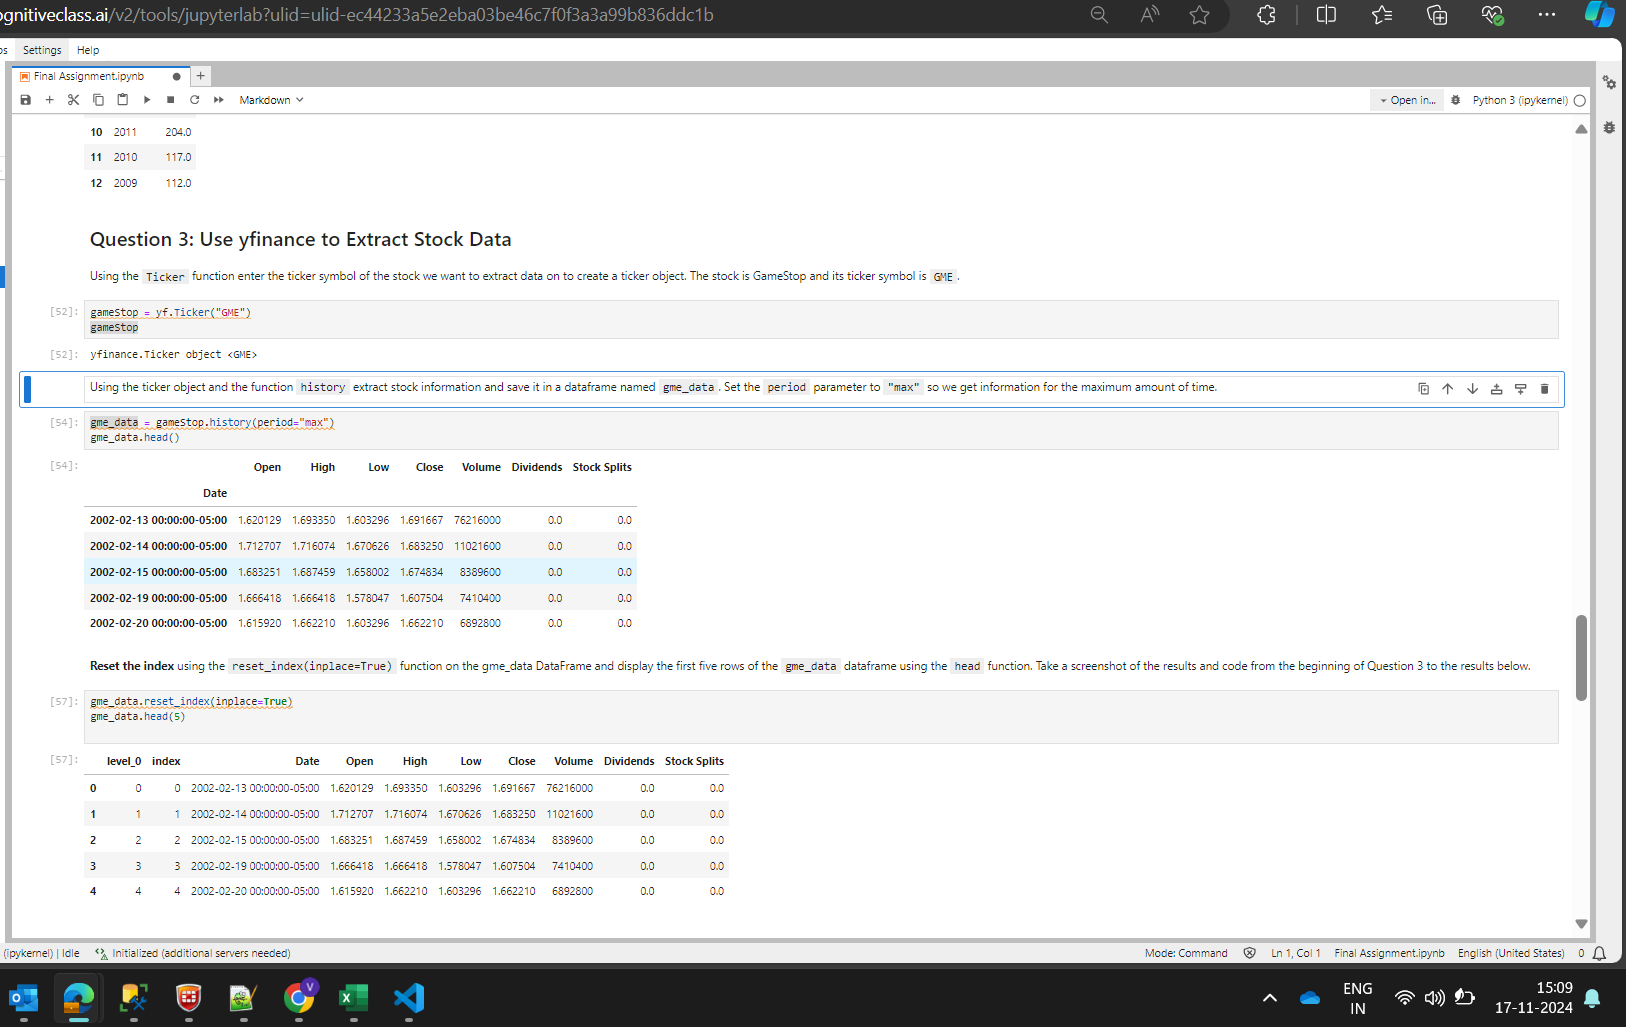 ognitiveclass.ai/v2/tools/jupyterlab?ulid=ulid-ec44233a5e2eba03be46c7f0f3a3a99b836ddc1b
os Settings Help
Final Assignment.ipynb
Markdown
Open in...
Python 3 (ipykernel)
10 2011 204.0
11 2010 117.0
12 2009 112.0
Question 3: Use yfinance to Extract Stock Data
Using the Ticker function enter the ticker symbol of the stock we want to extract data on to create a ticker object. The stock is GameStop and its ticker symbol is GME .
[52]: gameStop = yf.Ticker("GME")
gameStop
[52]: yfinance.Ticker object <GME>
Using the ticker object and the function history extract stock information and save it in a dataframe named gme_data . Set the period parameter to "max" so we get information for the maximum amount of time.
[54]: gme_data = gameStop.history(period="max")
gme_data.head()
[54]: Open High Low Close Volume Dividends Stock Splits
Date
2002-02-13 00:00:00-05:00 1.620129 1.693350 1.603296 1.691667 76216000 0.0 0.0
2002-02-14 00:00:00-05:00 1.712707 1.716074 1.670626 1.683250 11021600 0.0 0.0
2002-02-15 00:00:00-05:00 1.683251 1.687459 1.658002 1.674834 8389600 0.0 0.0
2002-02-19 00:00:00-05:00 1.666418 1.666418 1.578047 1.607504 7410400 0.0 0.0
2002-02-20 00:00:00-05:00 1.615920 1.662210 1.603296 1.662210 6892800 0.0 0.0
Reset the index using the reset_index(inplace=True) function on the gme_data DataFrame and display the first five rows of the gme_data dataframe using the head function. Take a screenshot of the results and code from the beginning of Question 3 to the results below.
[57]: gme_data.reset_index(inplace=True)
gme_data.head(5)
[57]: level_0 index Date Open High Low Close Volume Dividends Stock Splits
0 0 0 2002-02-13 00:00:00-05:00 1.620129 1.693350 1.603296 1.691667 76216000 0.0 0.0
1 1 1 2002-02-14 00:00:00-05:00 1.712707 1.716074 1.670626 1.683250 11021600 0.0 0.0
2 2 2 2002-02-15 00:00:00-05:00 1.683251 1.687459 1.658002 1.674834 8389600 0.0 0.0
3 3 3 2002-02-19 00:00:00-05:00 1.666418 1.666418 1.578047 1.607504 7410400 0.0 0.0
4 4 4 2002-02-20 00:00:00-05:00 1.615920 1.662210 1.603296 1.662210 6892800 0.0 0.0
(ipykernel) | Idle Initialized (additional servers needed) Mode: Command Ln 1, Col 1 Final Assignment.ipynb English (United States) 0
V
ENG
IN
15:09
17-11-2024